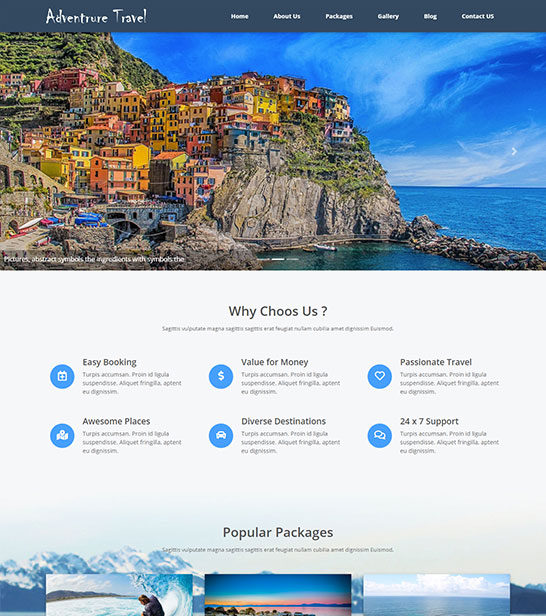 Adventrure Travel
Home About Us Packages Gallery Blog Contact US
Pictures, abstract symbols the ingredients with symbols the
Why Choos Us ?
Sagittis vulputate magna sagittis sagittis erat feugiat nullam cubilia amet dignissim Euismod.
Easy Booking
Turpis accumsan. Proin id ligula
suspendisse. Aliquet fringilla, aptent
eu dignissim.
Value for Money
Turpis accumsan. Proin id ligula
suspendisse. Aliquet fringilla, aptent
eu dignissim.
Passionate Travel
Turpis accumsan. Proin id ligula
suspendisse. Aliquet fringilla, aptent
eu dignissim.
Awesome Places
Turpis accumsan. Proin id ligula
suspendisse. Aliquet fringilla, aptent
eu dignissim.
Diverse Destinations
Turpis accumsan. Proin id ligula
suspendisse. Aliquet fringilla, aptent
eu dignissim.
24 x 7 Support
Turpis accumsan. Proin id ligula
suspendisse. Aliquet fringilla, aptent
eu dignissim.
Popular Packages
Sagittis vulputate magna sagittis sagittis erat feugiat nullam cubilia amet dignissim Euismod.